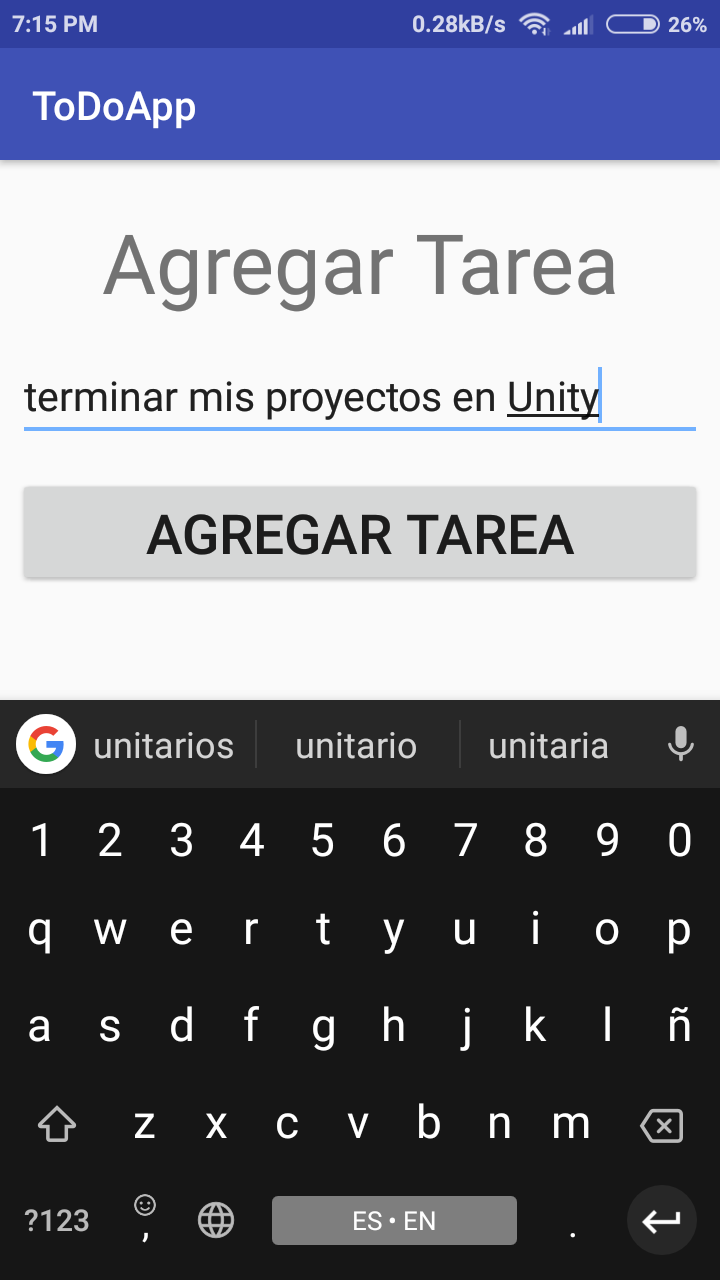 7:15 PM 0.28kB/s 26%
ToDoApp
Agregar Tarea
terminar mis proyectos en Unity
AGREGAR TAREA
G unitarios unitario unitaria
1 2 3 4 5 6 7 8 9 0
q w e r t y u i o p
a s d f g h j k l ñ
z x c v b n m
?123 , ES • EN .